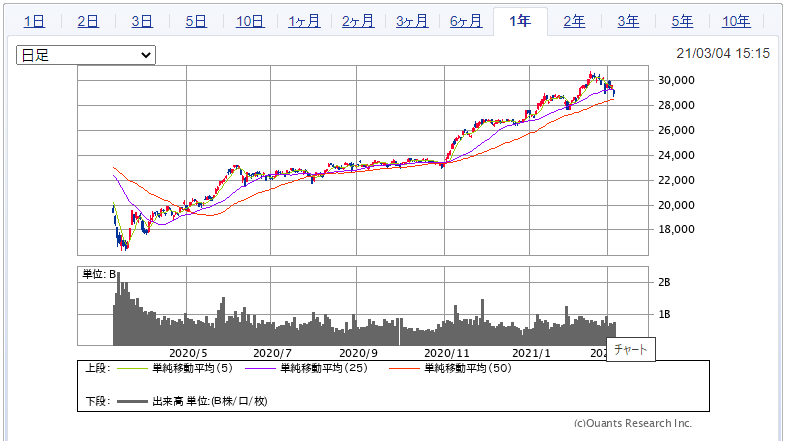 1日 2日 3日 5日 10日 1ヶ月 2ヶ月 3ヶ月 6ヶ月 1年 2年 3年 5年 10年
日足 21/03/04 15:15
30,000
28,000
26,000
24,000
22,000
20,000
18,000
単位: B
2B
1B
2020/5 2020/7 2020/9 2020/11 2021/1
チャート
上段: 単純移動平均(5) 単純移動平均(25) 単純移動平均(50)
下段: 出来高 単位:(B株/口/枚)
(c)Quants Research Inc.